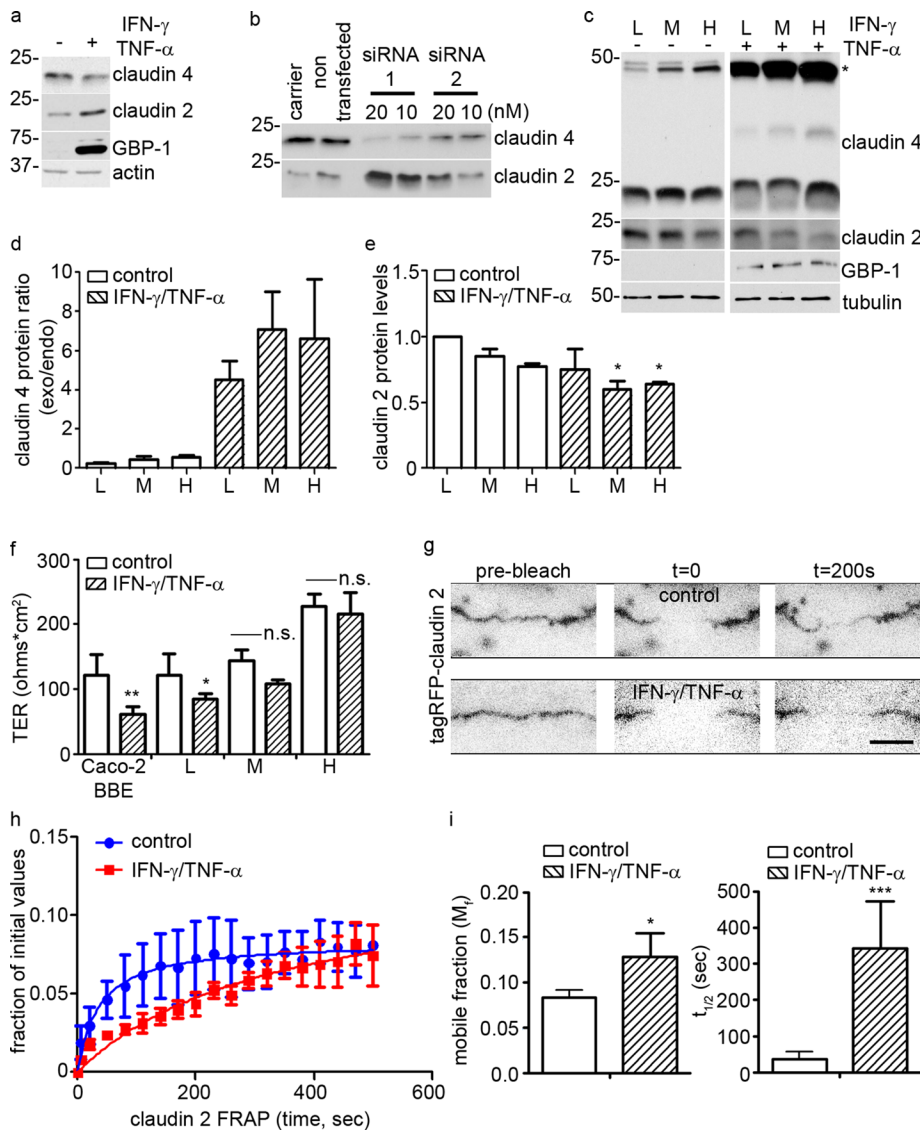 a
IFN-γ
- + TNF-α
25-
claudin 4
25-
claudin 2
75-
GBP-1
37-
actin
b
carrier
non
transfected
siRNA siRNA
1 2
20 10 20 10 (nM)
25-
claudin 4
25-
claudin 2
c
L M H IFN-γ L M H
- - - TNF-α + + +
50-
*
claudin 4
25-
25-
claudin 2
75-
GBP-1
50-
tubulin
d
control
IFN-γ/TNF-α
claudin 4 protein ratio
(exo/endo)
10
8
6
4
2
0
L M H L M H
e
control
IFN-γ/TNF-α
claudin 2 protein levels
1.5
1.0
0.5
0
* *
L M H L M H
f
control
IFN-γ/TNF-α
TER (ohms*cm²)
300
200
100
0
** * n.s. n.s.
Caco-2 L M H
BBE
g
pre-bleach t=0 t=200s
control
IFN-γ/TNF-α
tagRFP-claudin 2
h
control
IFN-γ/TNF-α
fraction of initial values
0.15
0.10
0.05
0
0 200 400 600
claudin 2 FRAP (time, sec)
i
control
IFN-γ/TNF-α
mobile fraction (Mf)
0.20
0.15
0.10
0.05
0.00
*
control
IFN-γ/TNF-α
t1/2 (sec)
500
400
300
200
100
0
***